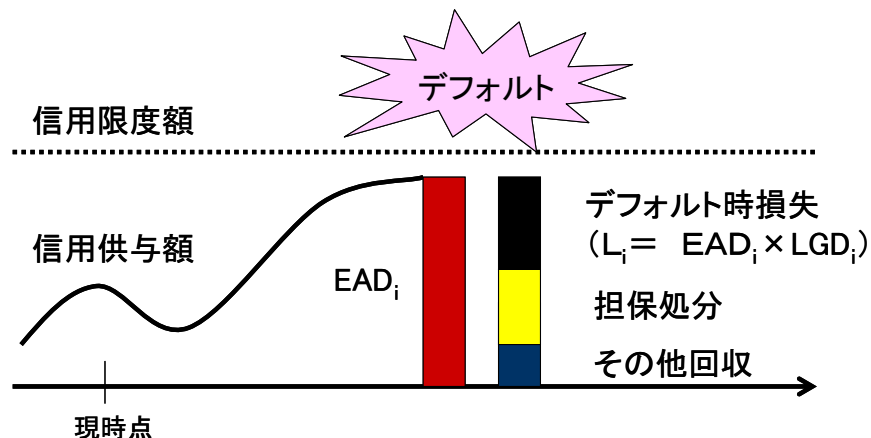 デフォルト
信用限度額
信用供与額
EADi
デフォルト時損失
（Li＝ EADi×LGDi）
担保処分
その他回収
現時点